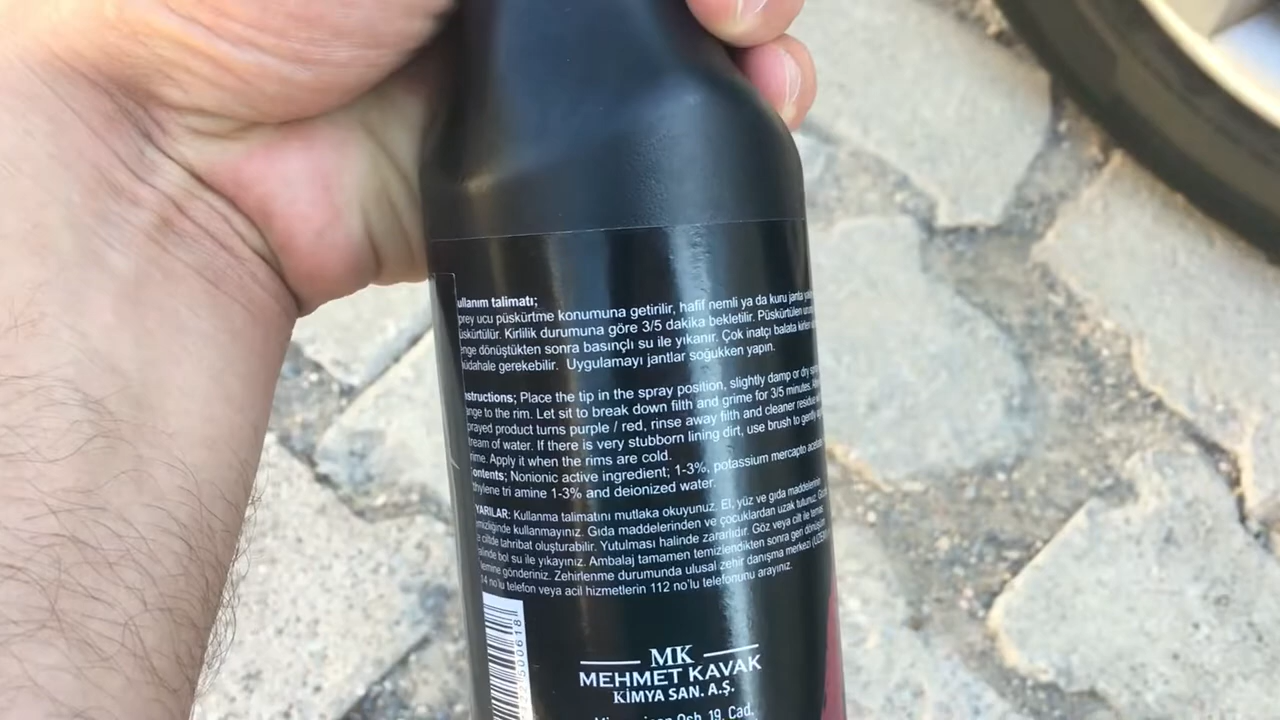 ullanım talimatı;
prey ucu püskürtme konumuna getirilir, hafif nemli ya da kuru janta
üskürtülür. Kirlilik durumuna göre 3/5 dakika bekletilir. Püskürtülen
enge dönüştükten sonra basınçlı su ile yıkanır. Çok inatçı balata kirleri
üdahale gerekebilir. Uygulamayı jantlar soğukken yapın.
nstructions; Place the tip in the spray position, slightly damp or dry
ange to the rim. Let sit to break down filth and grime for 3/5 minutes.
prayed product turns purple / red, rinse away filth and cleaner residue
ream of water. If there is very stubborn lining dirt, use brush to gently
rime. Apply it when the rims are cold.
ontents; Nonionic active ingredient; 1-3%, potassium mercapto acetate
thylene tri amine 1-3% and deionized water.
YARILAR: Kullanma talimatını mutlaka okuyunuz. El, yüz ve gıda maddelerinin
mizliğinde kullanmayınız. Gıda maddelerinden ve çocuklardan uzak tutunuz.
e ciltde tahribat oluşturabilir. Yutulması halinde zararlıdır. Göz veya cilt ile temas
alinde bol su ile yıkayınız. Ambalaj tamamen temizlendikten sonra geri dönüşüm
lemine gönderiniz. Zehirlenme durumunda ulusal zehir danışma merkezi
14 no'lu telefon veya acil hizmetlerin 112 no'lu telefonunu arayınız.
500618
MK
MEHMET KAVAK
KİMYA SAN. A.Ş.
Osb. 19. Cad.